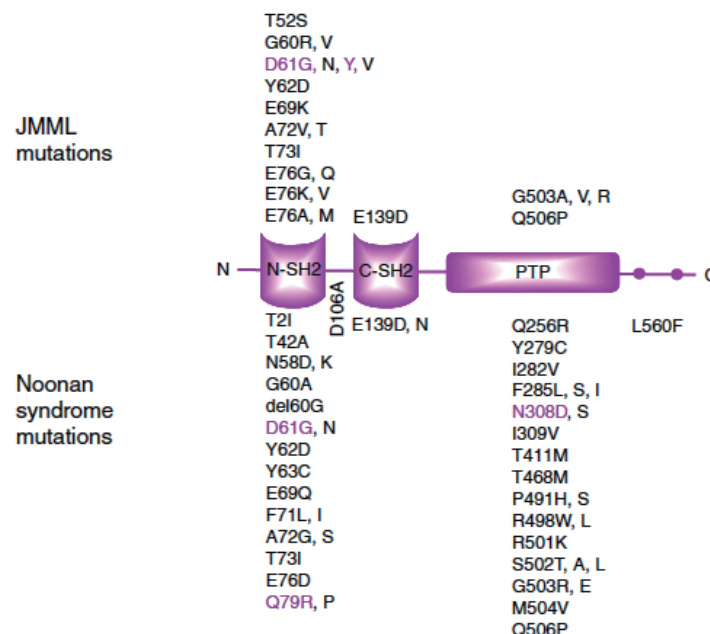 T52S
G60R, V
D61G, N, Y, V
Y62D
E69K
A72V, T
T73I
E76G, Q
E76K, V
E76A, M
JMML
mutations
E139D
G503A, V, R
Q506P
N
N-SH2
C-SH2
PTP
C
D106A
T2I
T42A
N58D, K
G60A
del60G
D61G, N
Y62D
Y63C
E69Q
F71L, I
A72G, S
T73I
E76D
Q79R, P
Noonan
syndrome
mutations
E139D, N
Q256R
Y279C
I282V
F285L, S, I
N308D, S
I309V
T411M
T468M
P491H, S
R498W, L
R501K
S502T, A, L
G503R, E
M504V
Q506P
L560F